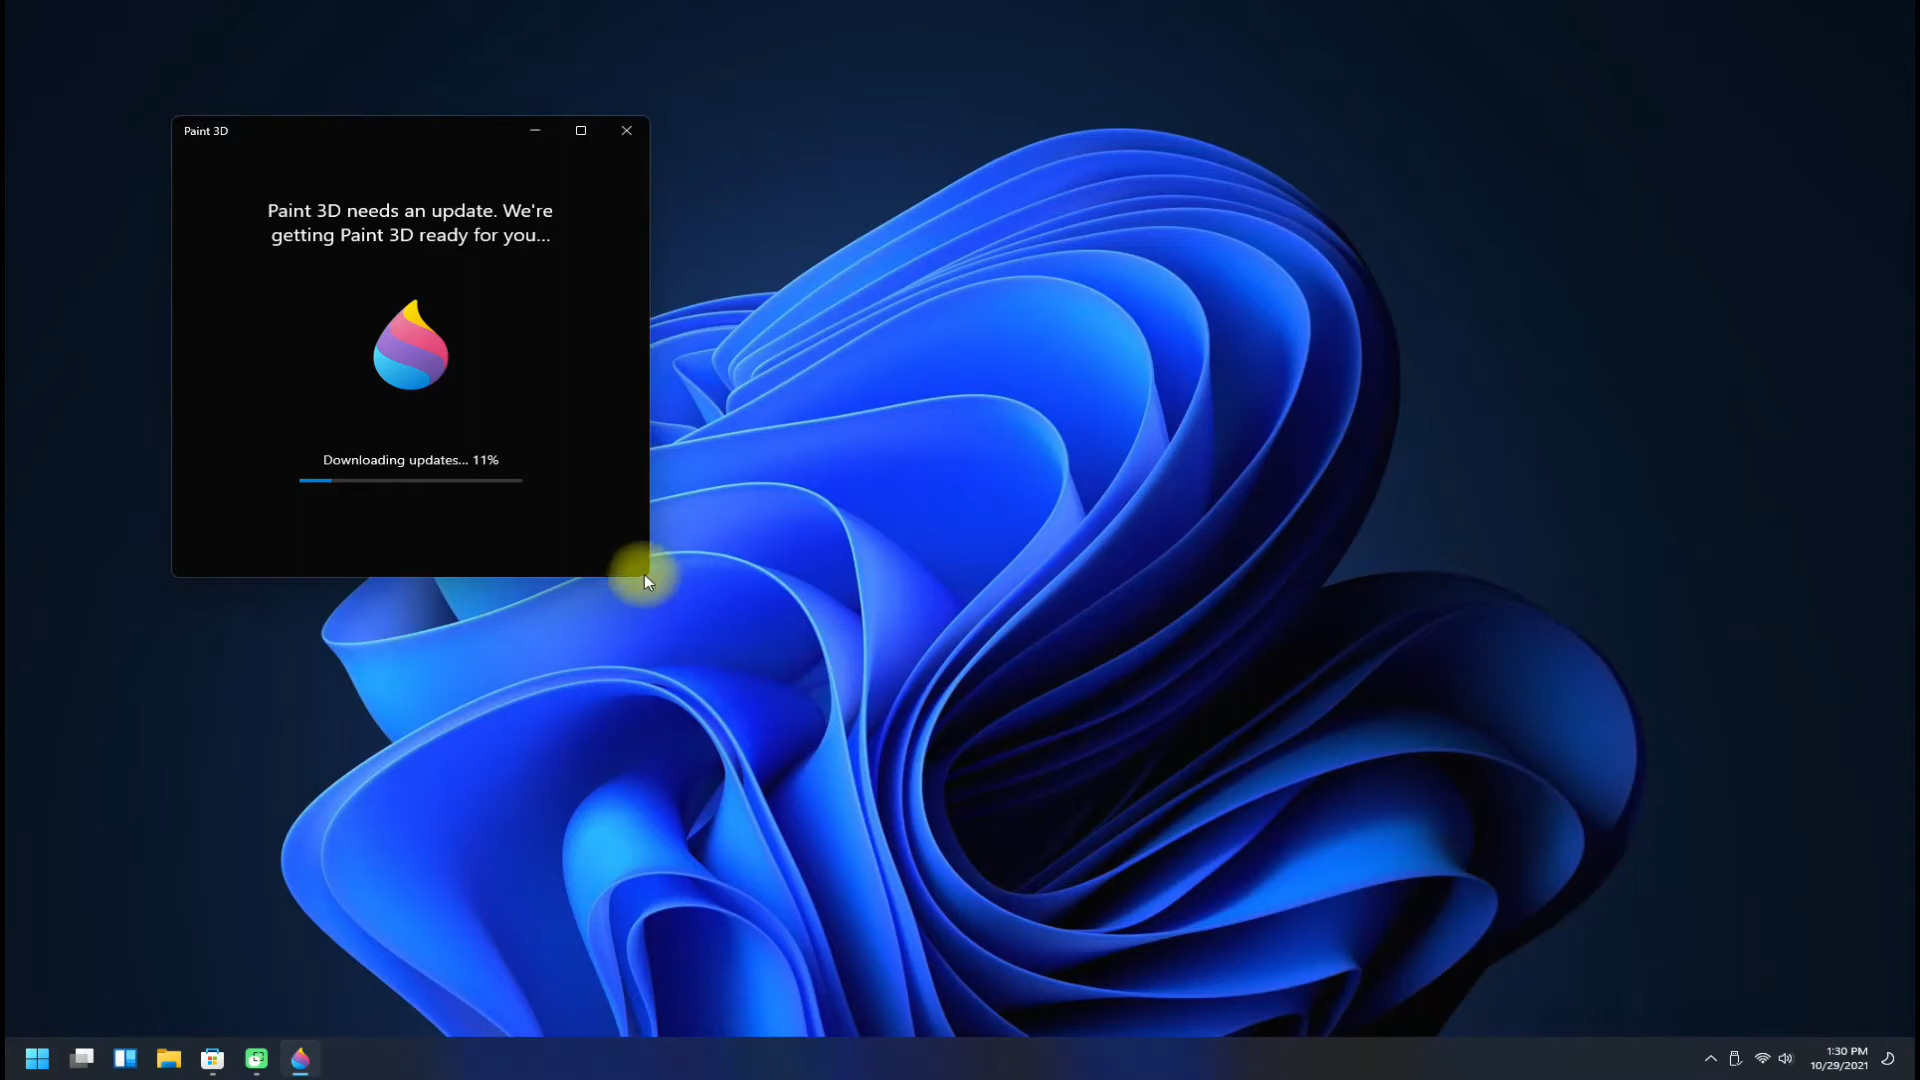 Paint 3D
Paint 3D needs an update. We're
getting Paint 3D ready for you...
Downloading updates... 11%
1:30 PM
10/29/2021